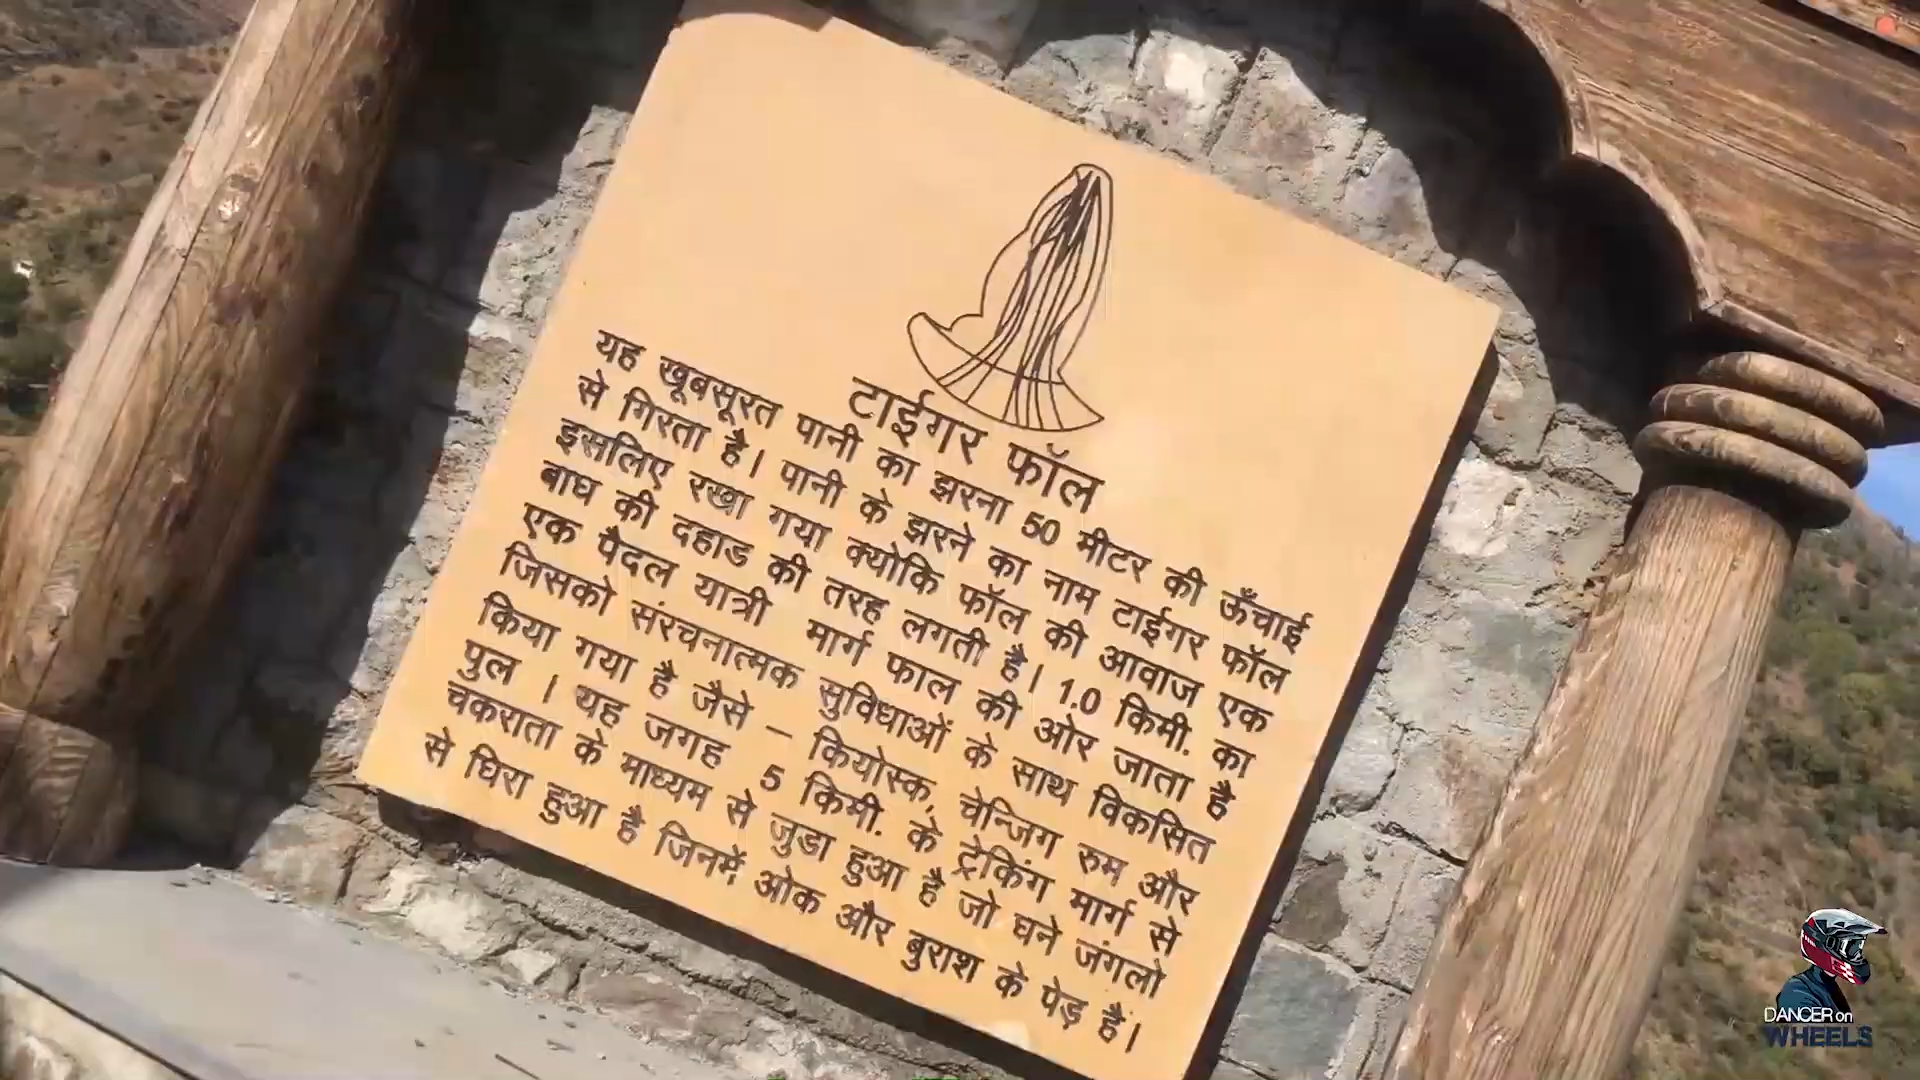 टाईगर फॉल
यह खूबसूरत पानी का झरना 50 मीटर की ऊँचाई
से गिरता है। पानी के झरने का नाम टाईगर फॉल
इसलिए रखा गया क्योकि फॉल की आवाज एक
बाघ की दहाड की तरह लगती है। 1.0 किमी. का
एक पैदल यात्री मार्ग फाल की ओर जाता है
जिसको संरचनात्मक सुविधाओं के साथ विकसित
किया गया है जैसे – कियोस्क, चेन्जिग रुम और
पुल । यह जगह 5 किमी. के ट्रेकिंग मार्ग से
चकराता के माध्यम से जुडा हुआ है जो घने जंगलो
से घिरा हुआ है जिनमें ओक और बुराश के पेड़ है।
DANCER on
WHEELS